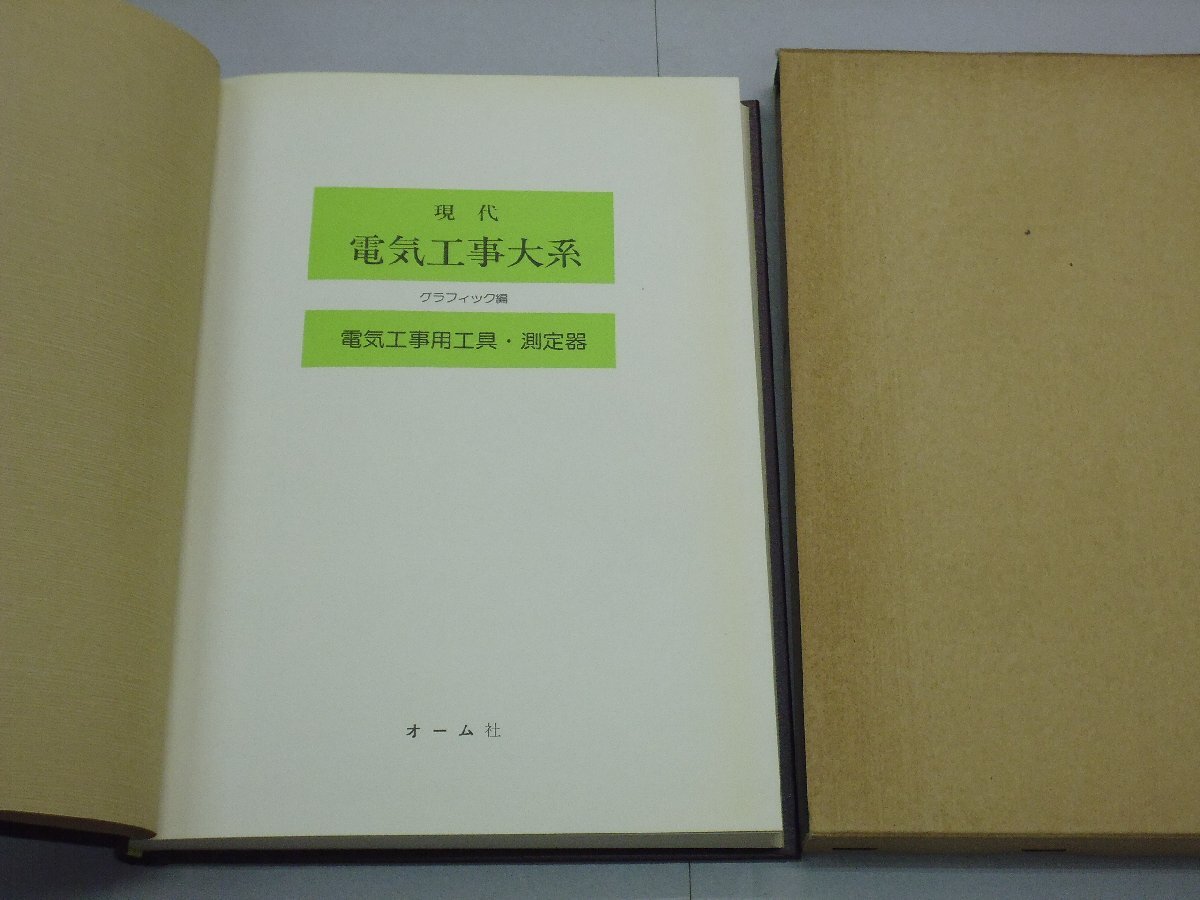 現代
電気工事大系
グラフィック編
電気工事用工具・測定器
オーム社